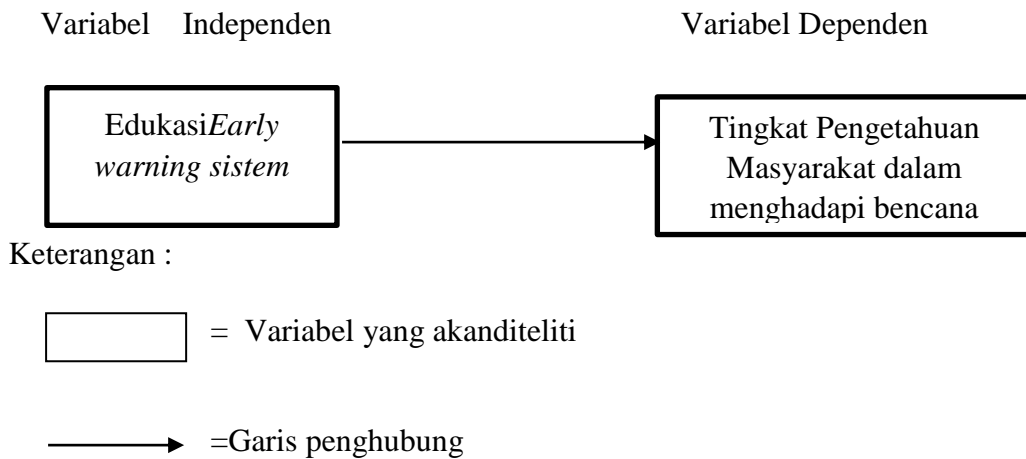 Variabel Independen Variabel Dependen
EdukasiEarly
warning sistem
Tingkat Pengetahuan
Masyarakat dalam
menghadapi bencana
Keterangan :
= Variabel yang akanditeliti
=Garis penghubung